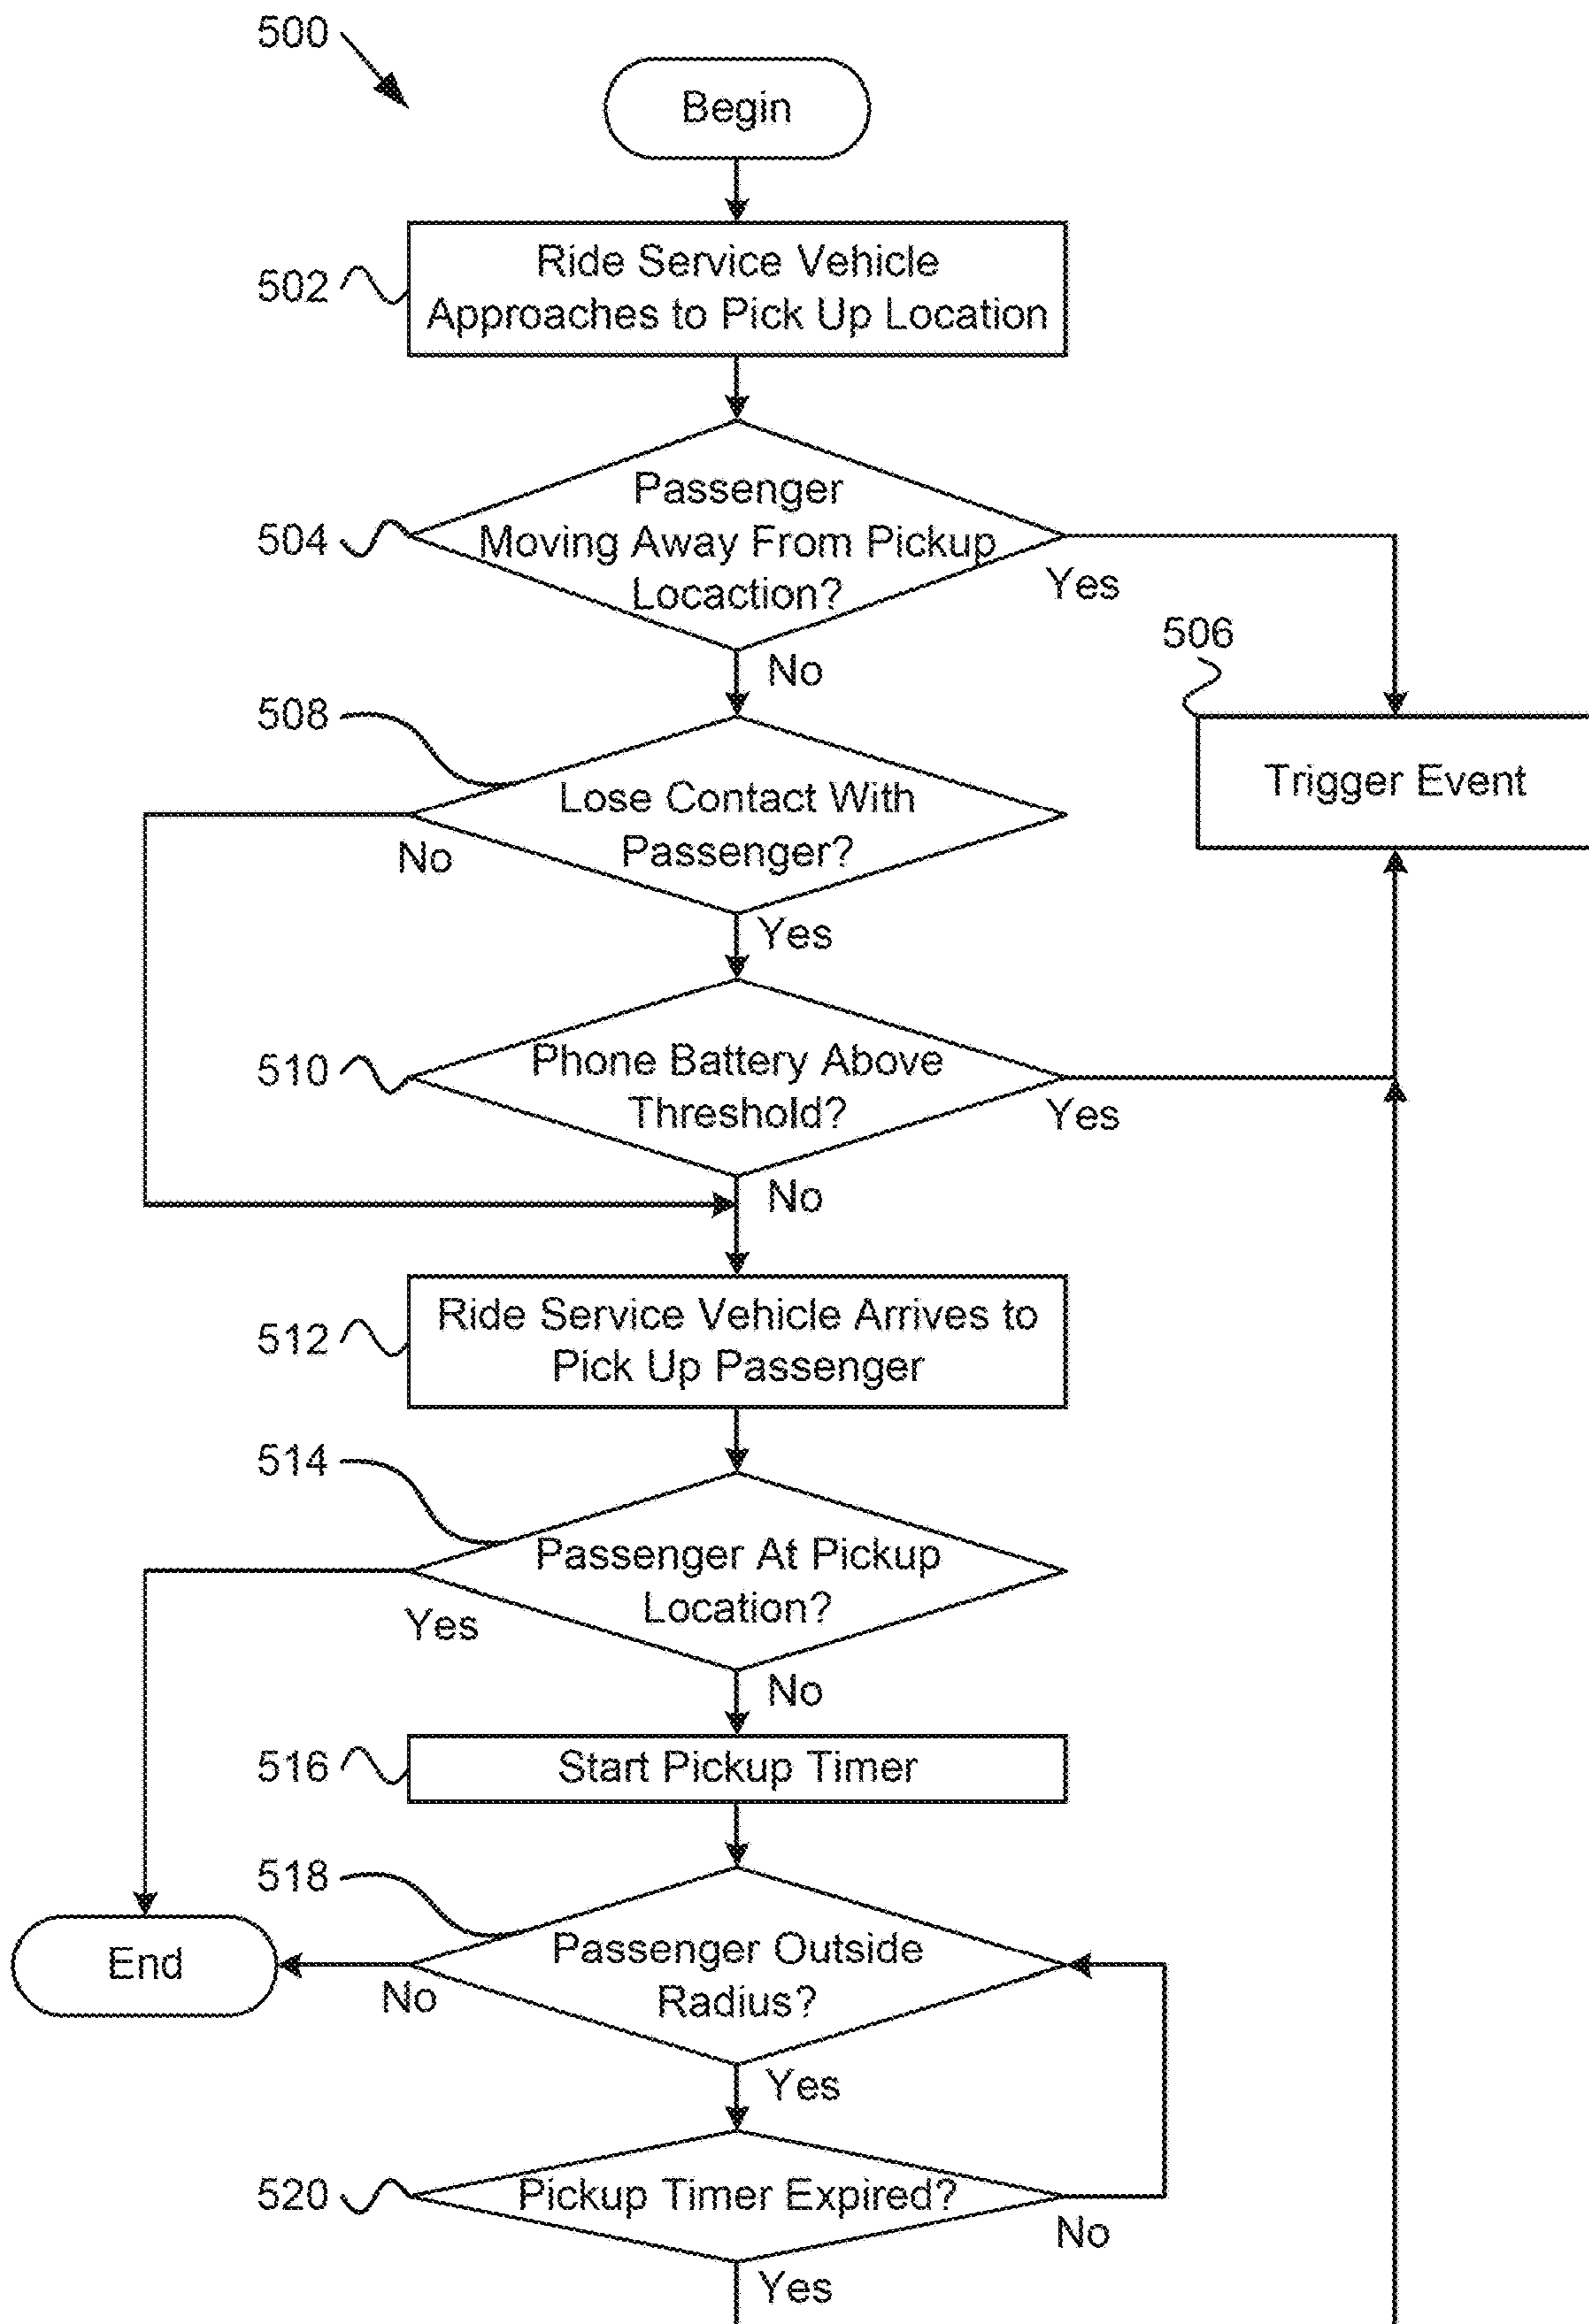 500
Begin
502
Ride Service Vehicle
Approaches to Pick Up Location
504
Passenger
Moving Away From Pickup
Locaction?
Yes
No
506
Trigger Event
508
Lose Contact With
Passenger?
No
Yes
510
Phone Battery Above
Threshold?
Yes
No
512
Ride Service Vehicle Arrives to
Pick Up Passenger
514
Passenger At Pickup
Location?
Yes
No
516
Start Pickup Timer
518
Passenger Outside
Radius?
End
No
Yes
520
Pickup Timer Expired?
No
Yes